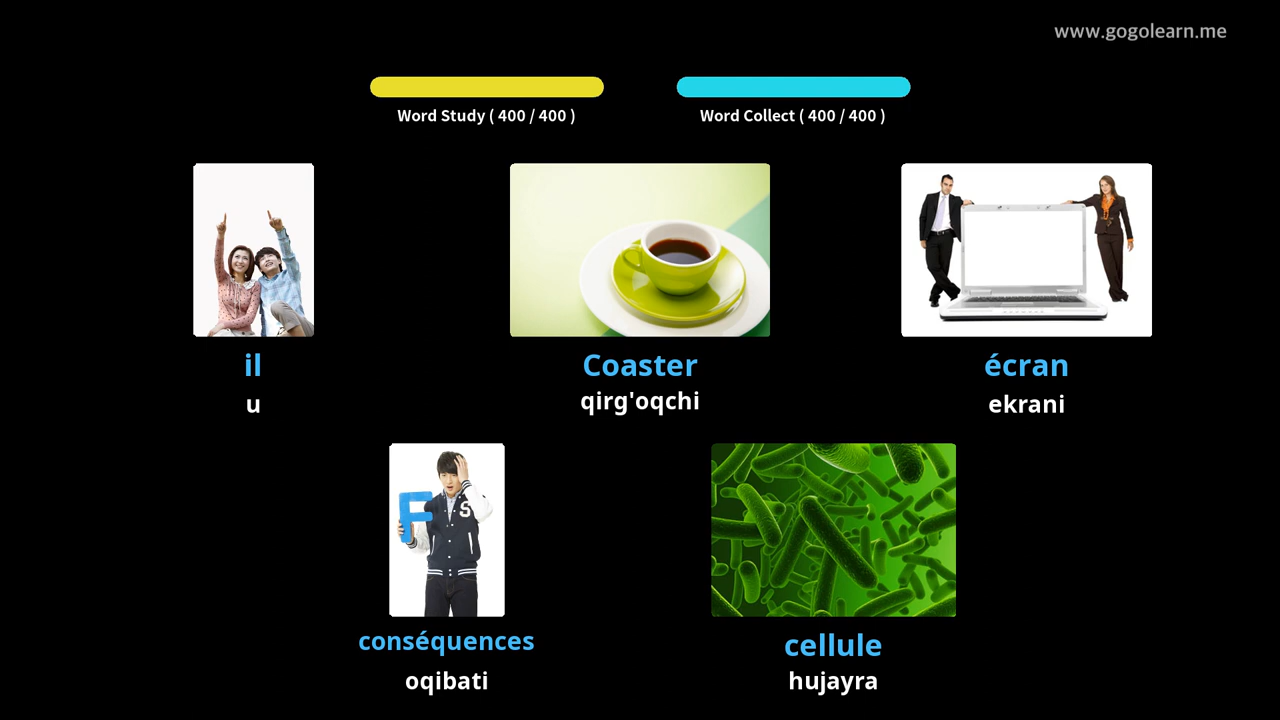 www.gogolearn.me
Word Study ( 400 / 400 )
Word Collect ( 400 / 400 )
il
u
Coaster
qirg'oqchi
écran
ekrani
F
S
conséquences
oqibati
cellule
hujayra